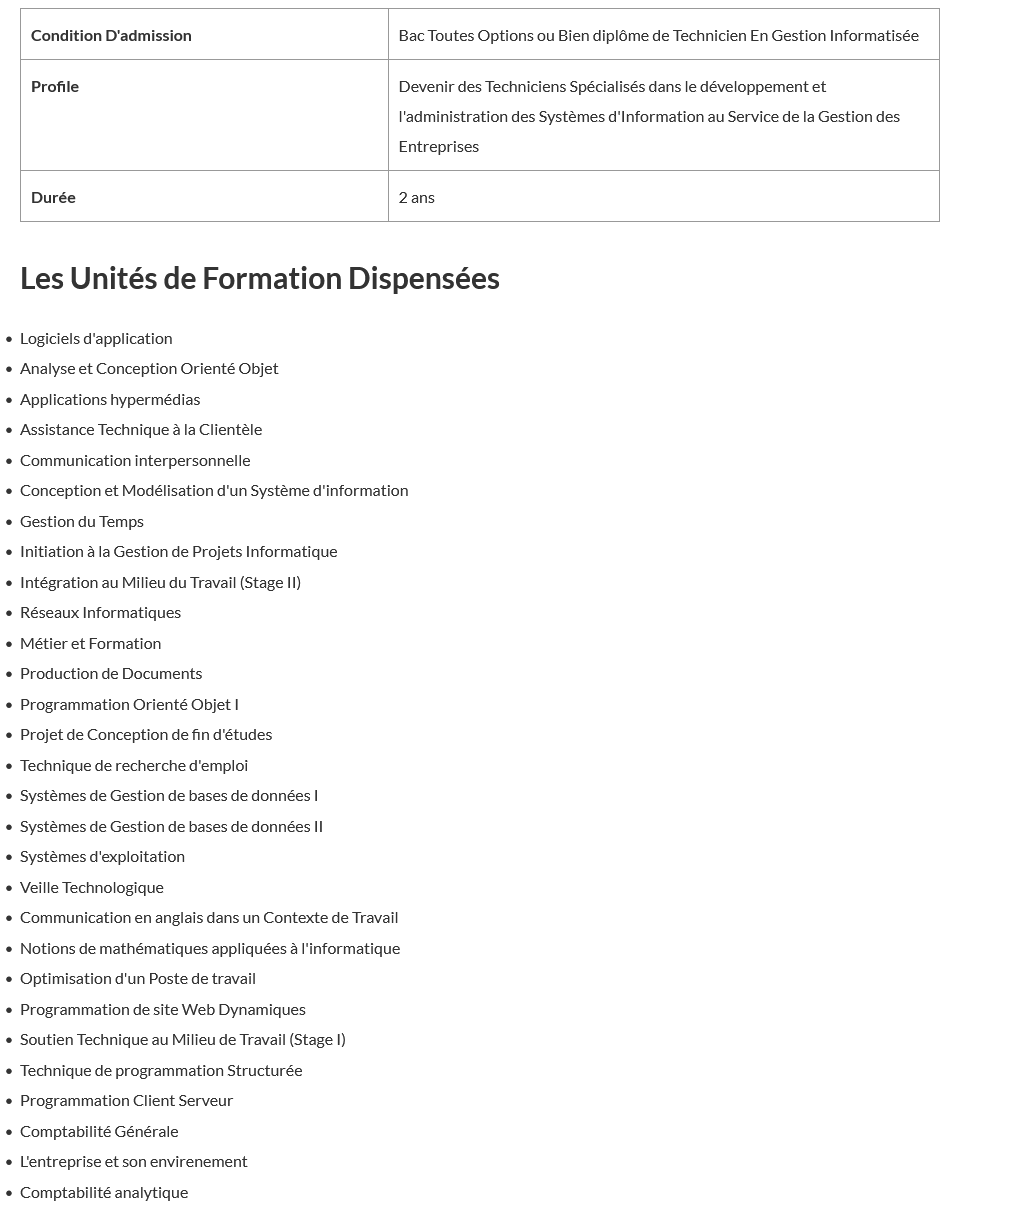 Condition D'admission
Bac Toutes Options ou Bien diplôme de Technicien En Gestion Informatisée
Profile
Devenir des Techniciens Spécialisés dans le développement et
l'administration des Systèmes d'Information au Service de la Gestion des
Entreprises
Durée
2 ans
Les Unités de Formation Dispensées
• Logiciels d'application
• Analyse et Conception Orienté Objet
• Applications hypermédias
• Assistance Technique à la Clientèle
• Communication interpersonnelle
• Conception et Modélisation d'un Système d'information
• Gestion du Temps
• Initiation à la Gestion de Projets Informatique
• Intégration au Milieu du Travail (Stage II)
• Réseaux Informatiques
• Métier et Formation
• Production de Documents
• Programmation Orienté Objet I
• Projet de Conception de fin d'études
• Technique de recherche d'emploi
• Systèmes de Gestion de bases de données I
• Systèmes de Gestion de bases de données II
• Systèmes d'exploitation
• Veille Technologique
• Communication en anglais dans un Contexte de Travail
• Notions de mathématiques appliquées à l'informatique
• Optimisation d'un Poste de travail
• Programmation de site Web Dynamiques
• Soutien Technique au Milieu de Travail (Stage I)
• Technique de programmation Structurée
• Programmation Client Serveur
• Comptabilité Générale
• L'entreprise et son envirenement
• Comptabilité analytique